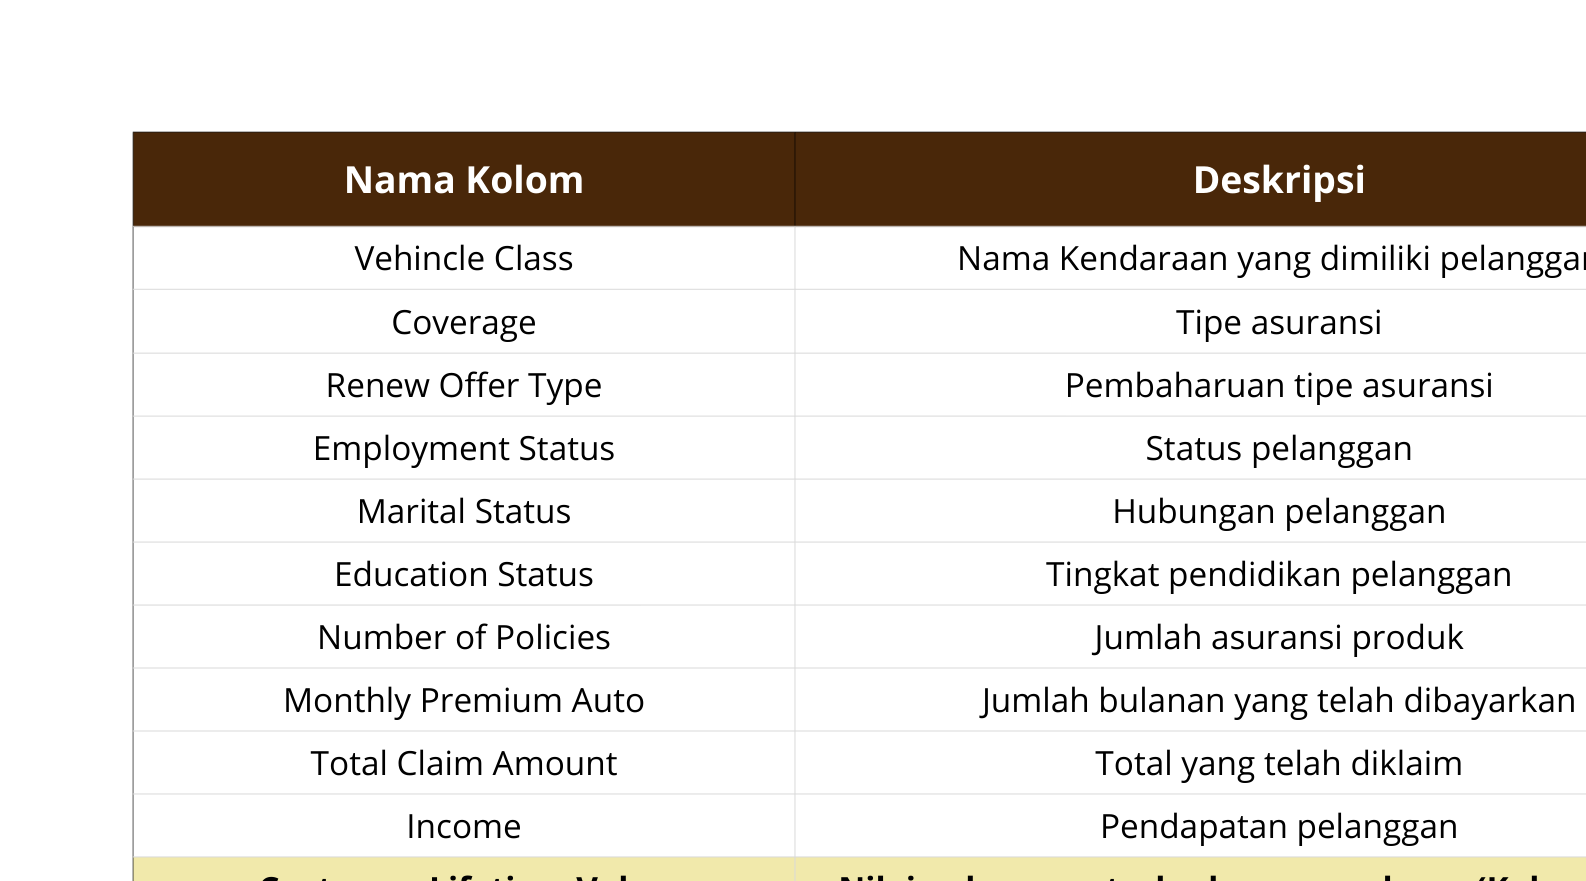 Nama Kolom Deskripsi
Vehincle Class Nama Kendaraan yang dimiliki pelanggan
Coverage Tipe asuransi
Renew Offer Type Pembaharuan tipe asuransi
Employment Status Status pelanggan
Marital Status Hubungan pelanggan
Education Status Tingkat pendidikan pelanggan
Number of Policies Jumlah asuransi produk
Monthly Premium Auto Jumlah bulanan yang telah dibayarkan
Total Claim Amount Total yang telah diklaim
Income Pendapatan pelanggan